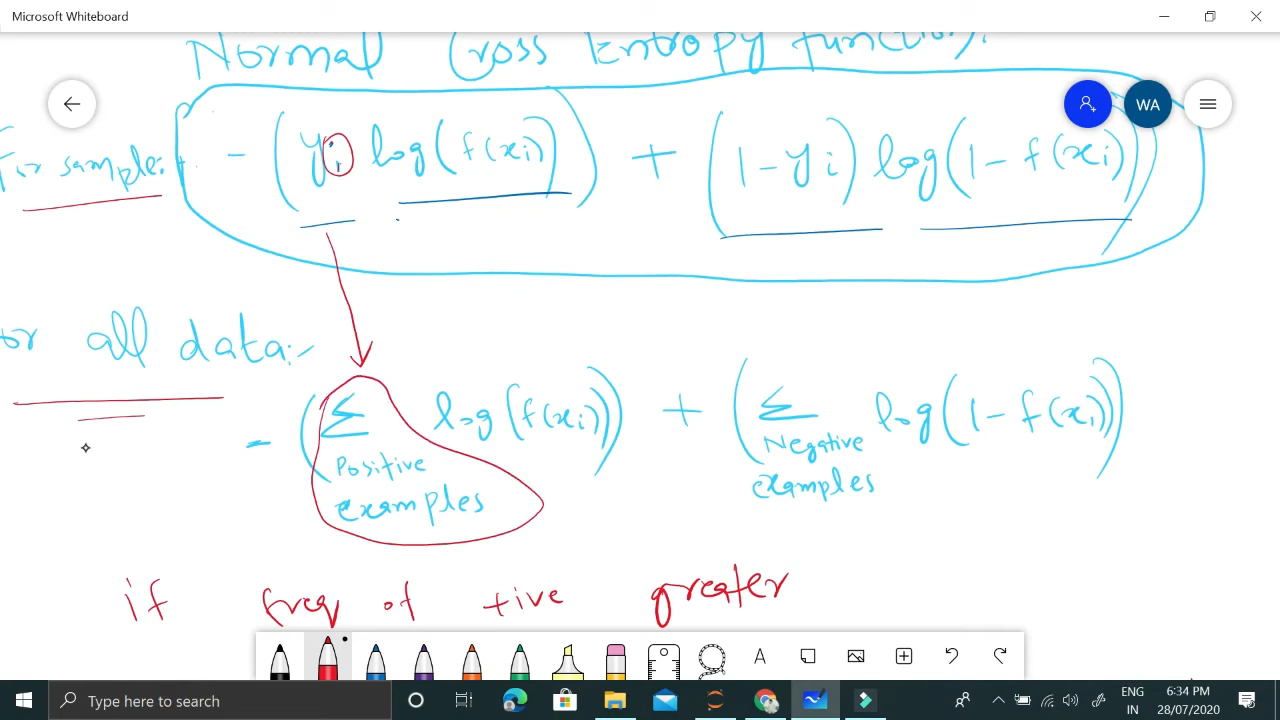 Microsoft Whiteboard
Normal Cross Entropy function:
WA
For sample:
- (yi log(f(xi)) + (1-yi) log(1-f(xi))
or all data:-
- (Σ log(f(xi))) + (Σ log(1-f(xi))
Positive examples
Negative examples
if freq of +ive greater
A
Type here to search
ENG
IN
6:34 PM
28/07/2020
3